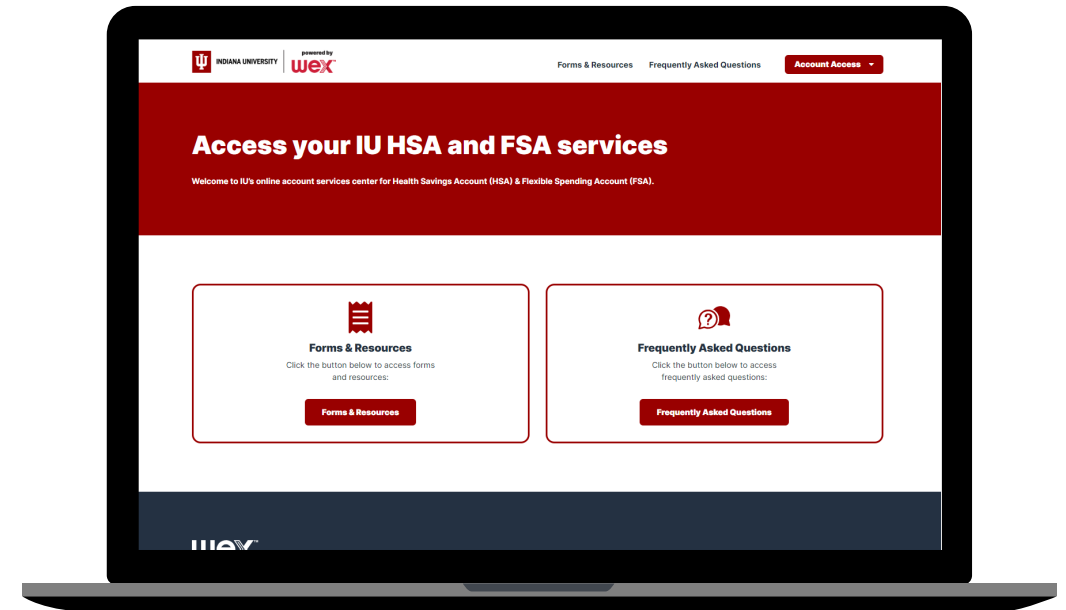 INDIANA UNIVERSITY
powered by
wex™
Forms & Resources
Frequently Asked Questions
Account Access
Access your IU HSA and FSA services
Welcome to IU's online account services center for Health Savings Account (HSA) & Flexible Spending Account (FSA).
Forms & Resources
Click the button below to access forms
and resources:
Forms & Resources
Frequently Asked Questions
Click the button below to access
frequently asked questions:
Frequently Asked Questions
wex™